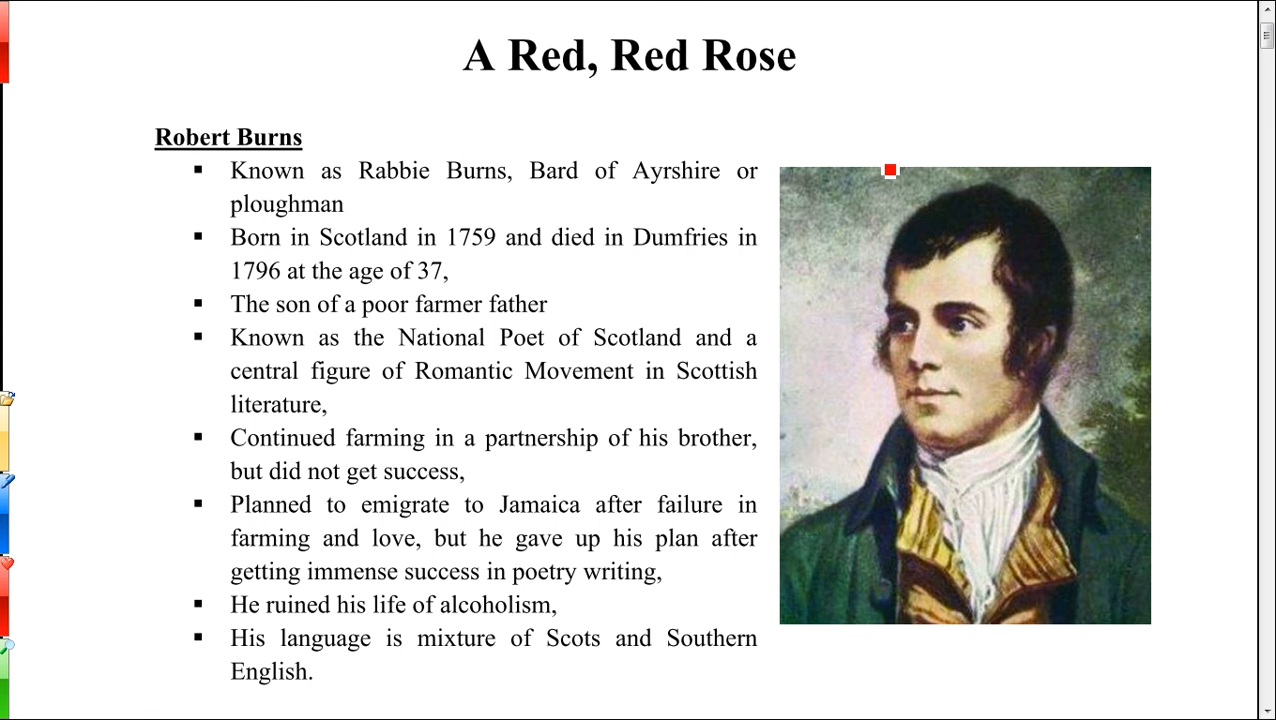 A Red, Red Rose
Robert Burns
▪ Known as Rabbie Burns, Bard of Ayrshire or
ploughman
▪ Born in Scotland in 1759 and died in Dumfries in
1796 at the age of 37,
▪ The son of a poor farmer father
▪ Known as the National Poet of Scotland and a
central figure of Romantic Movement in Scottish
literature,
▪ Continued farming in a partnership of his brother,
but did not get success,
▪ Planned to emigrate to Jamaica after failure in
farming and love, but he gave up his plan after
getting immense success in poetry writing,
▪ He ruined his life of alcoholism,
▪ His language is mixture of Scots and Southern
English.